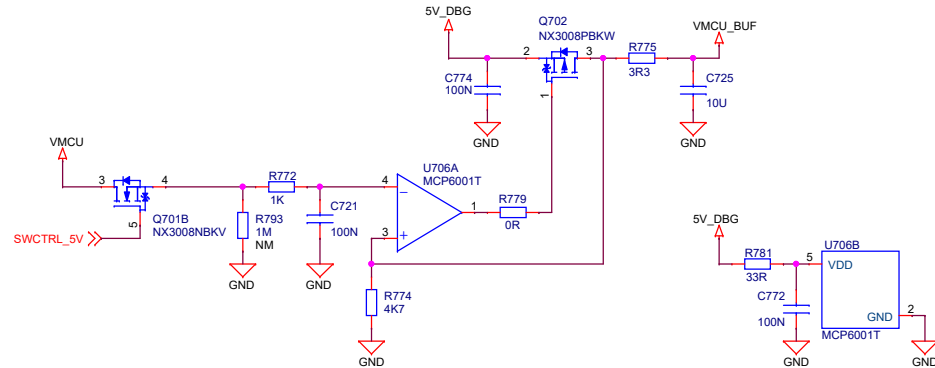 5V_DBG
Q702
NX3008PBKW
VMCU_BUF
2
3
R775
3R3
C774
100N
1
C725
10U
GND
GND
VMCU
3
4
R772
1K
U706A
MCP6001T
4
−
1
R779
0R
Q701B
NX3008NBKV
5
SWCTRL_5V
R793
1M
NM
C721
100N
3
+
GND
GND
R774
4K7
GND
5V_DBG
R781
33R
U706B
5
VDD
C772
100N
GND
2
MCP6001T
GND
GND